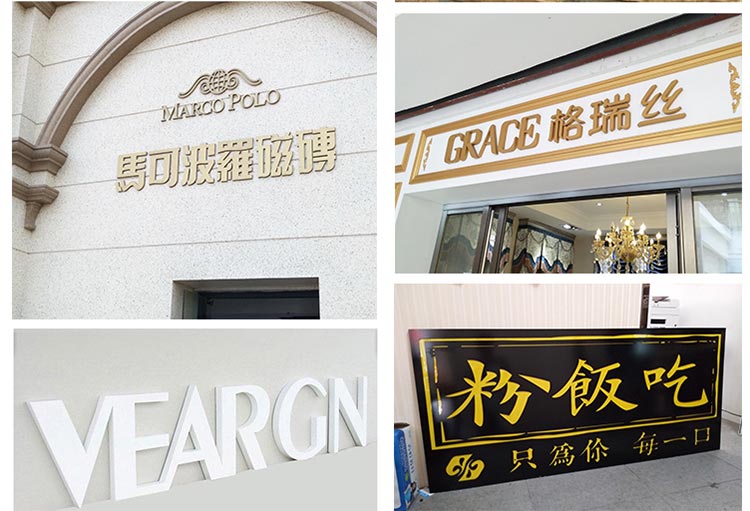 MARCO POLO
馬可波羅磁磚
GRACE 格瑞丝
VEARGN
粉飯吃
只為你 每一口